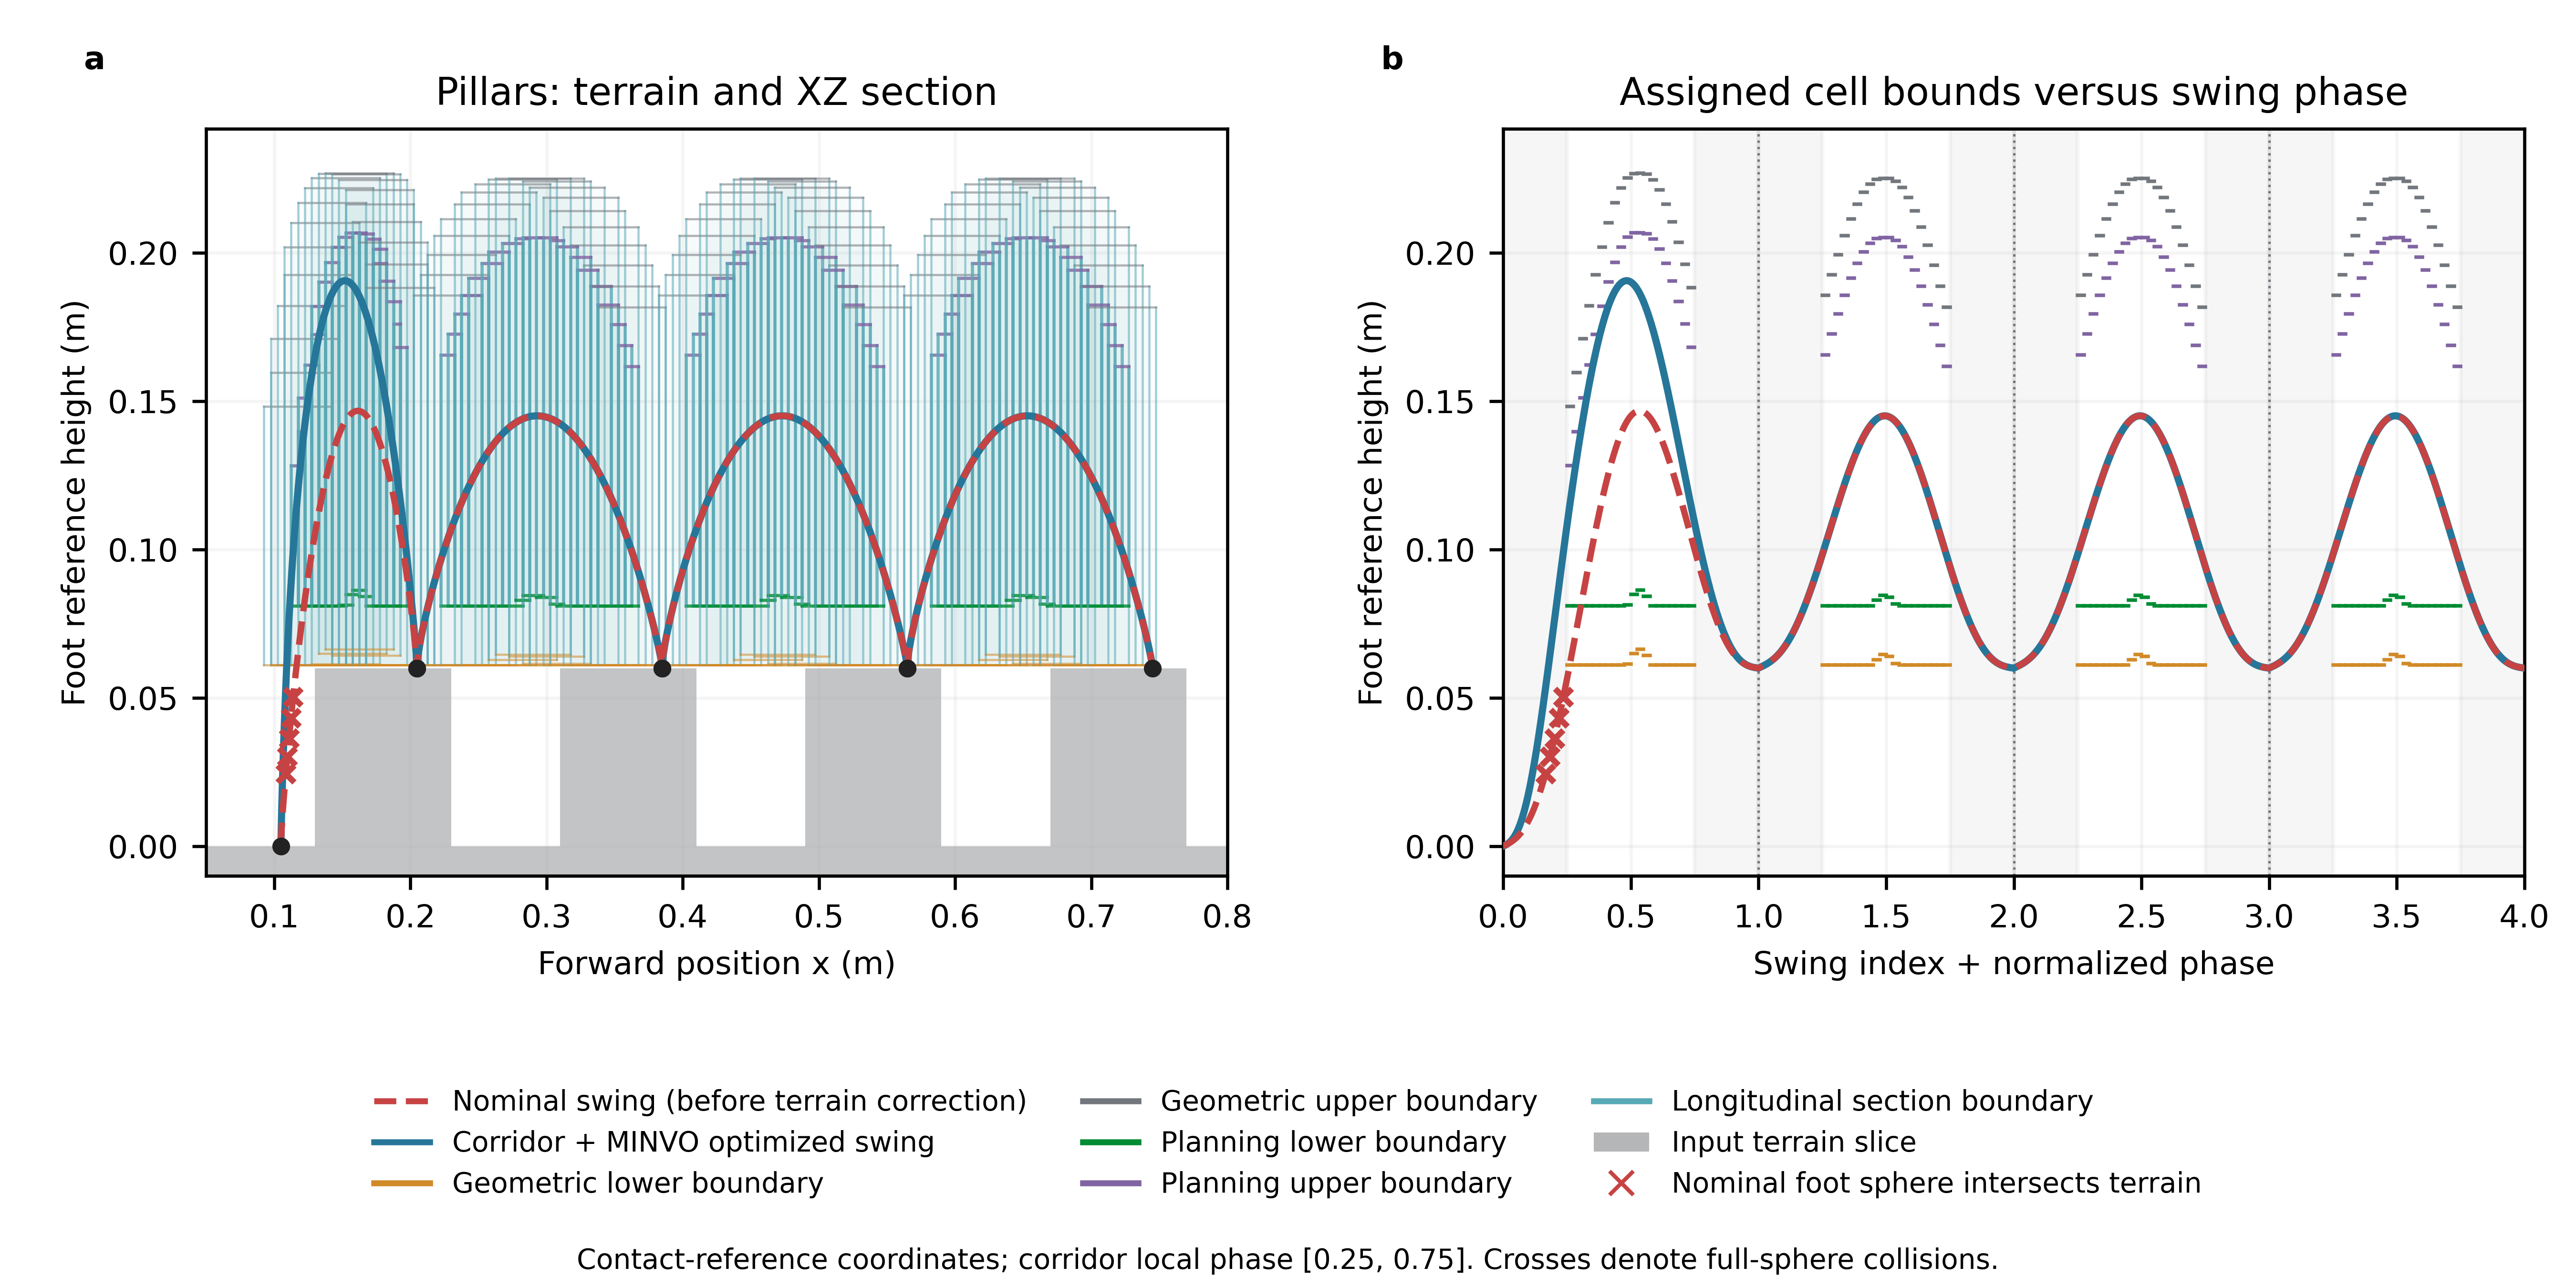 a
Pillars: terrain and XZ section
Foot reference height (m)
0.20
0.15
0.10
0.05
0.00
0.1 0.2 0.3 0.4 0.5 0.6 0.7 0.8
Forward position x (m)
b
Assigned cell bounds versus swing phase
Foot reference height (m)
0.20
0.15
0.10
0.05
0.00
0.0 0.5 1.0 1.5 2.0 2.5 3.0 3.5 4.0
Swing index + normalized phase
Nominal swing (before terrain correction)
Corridor + MINVO optimized swing
Geometric lower boundary
Geometric upper boundary
Planning lower boundary
Planning upper boundary
Longitudinal section boundary
Input terrain slice
Nominal foot sphere intersects terrain
Contact-reference coordinates; corridor local phase [0.25, 0.75]. Crosses denote full-sphere collisions.